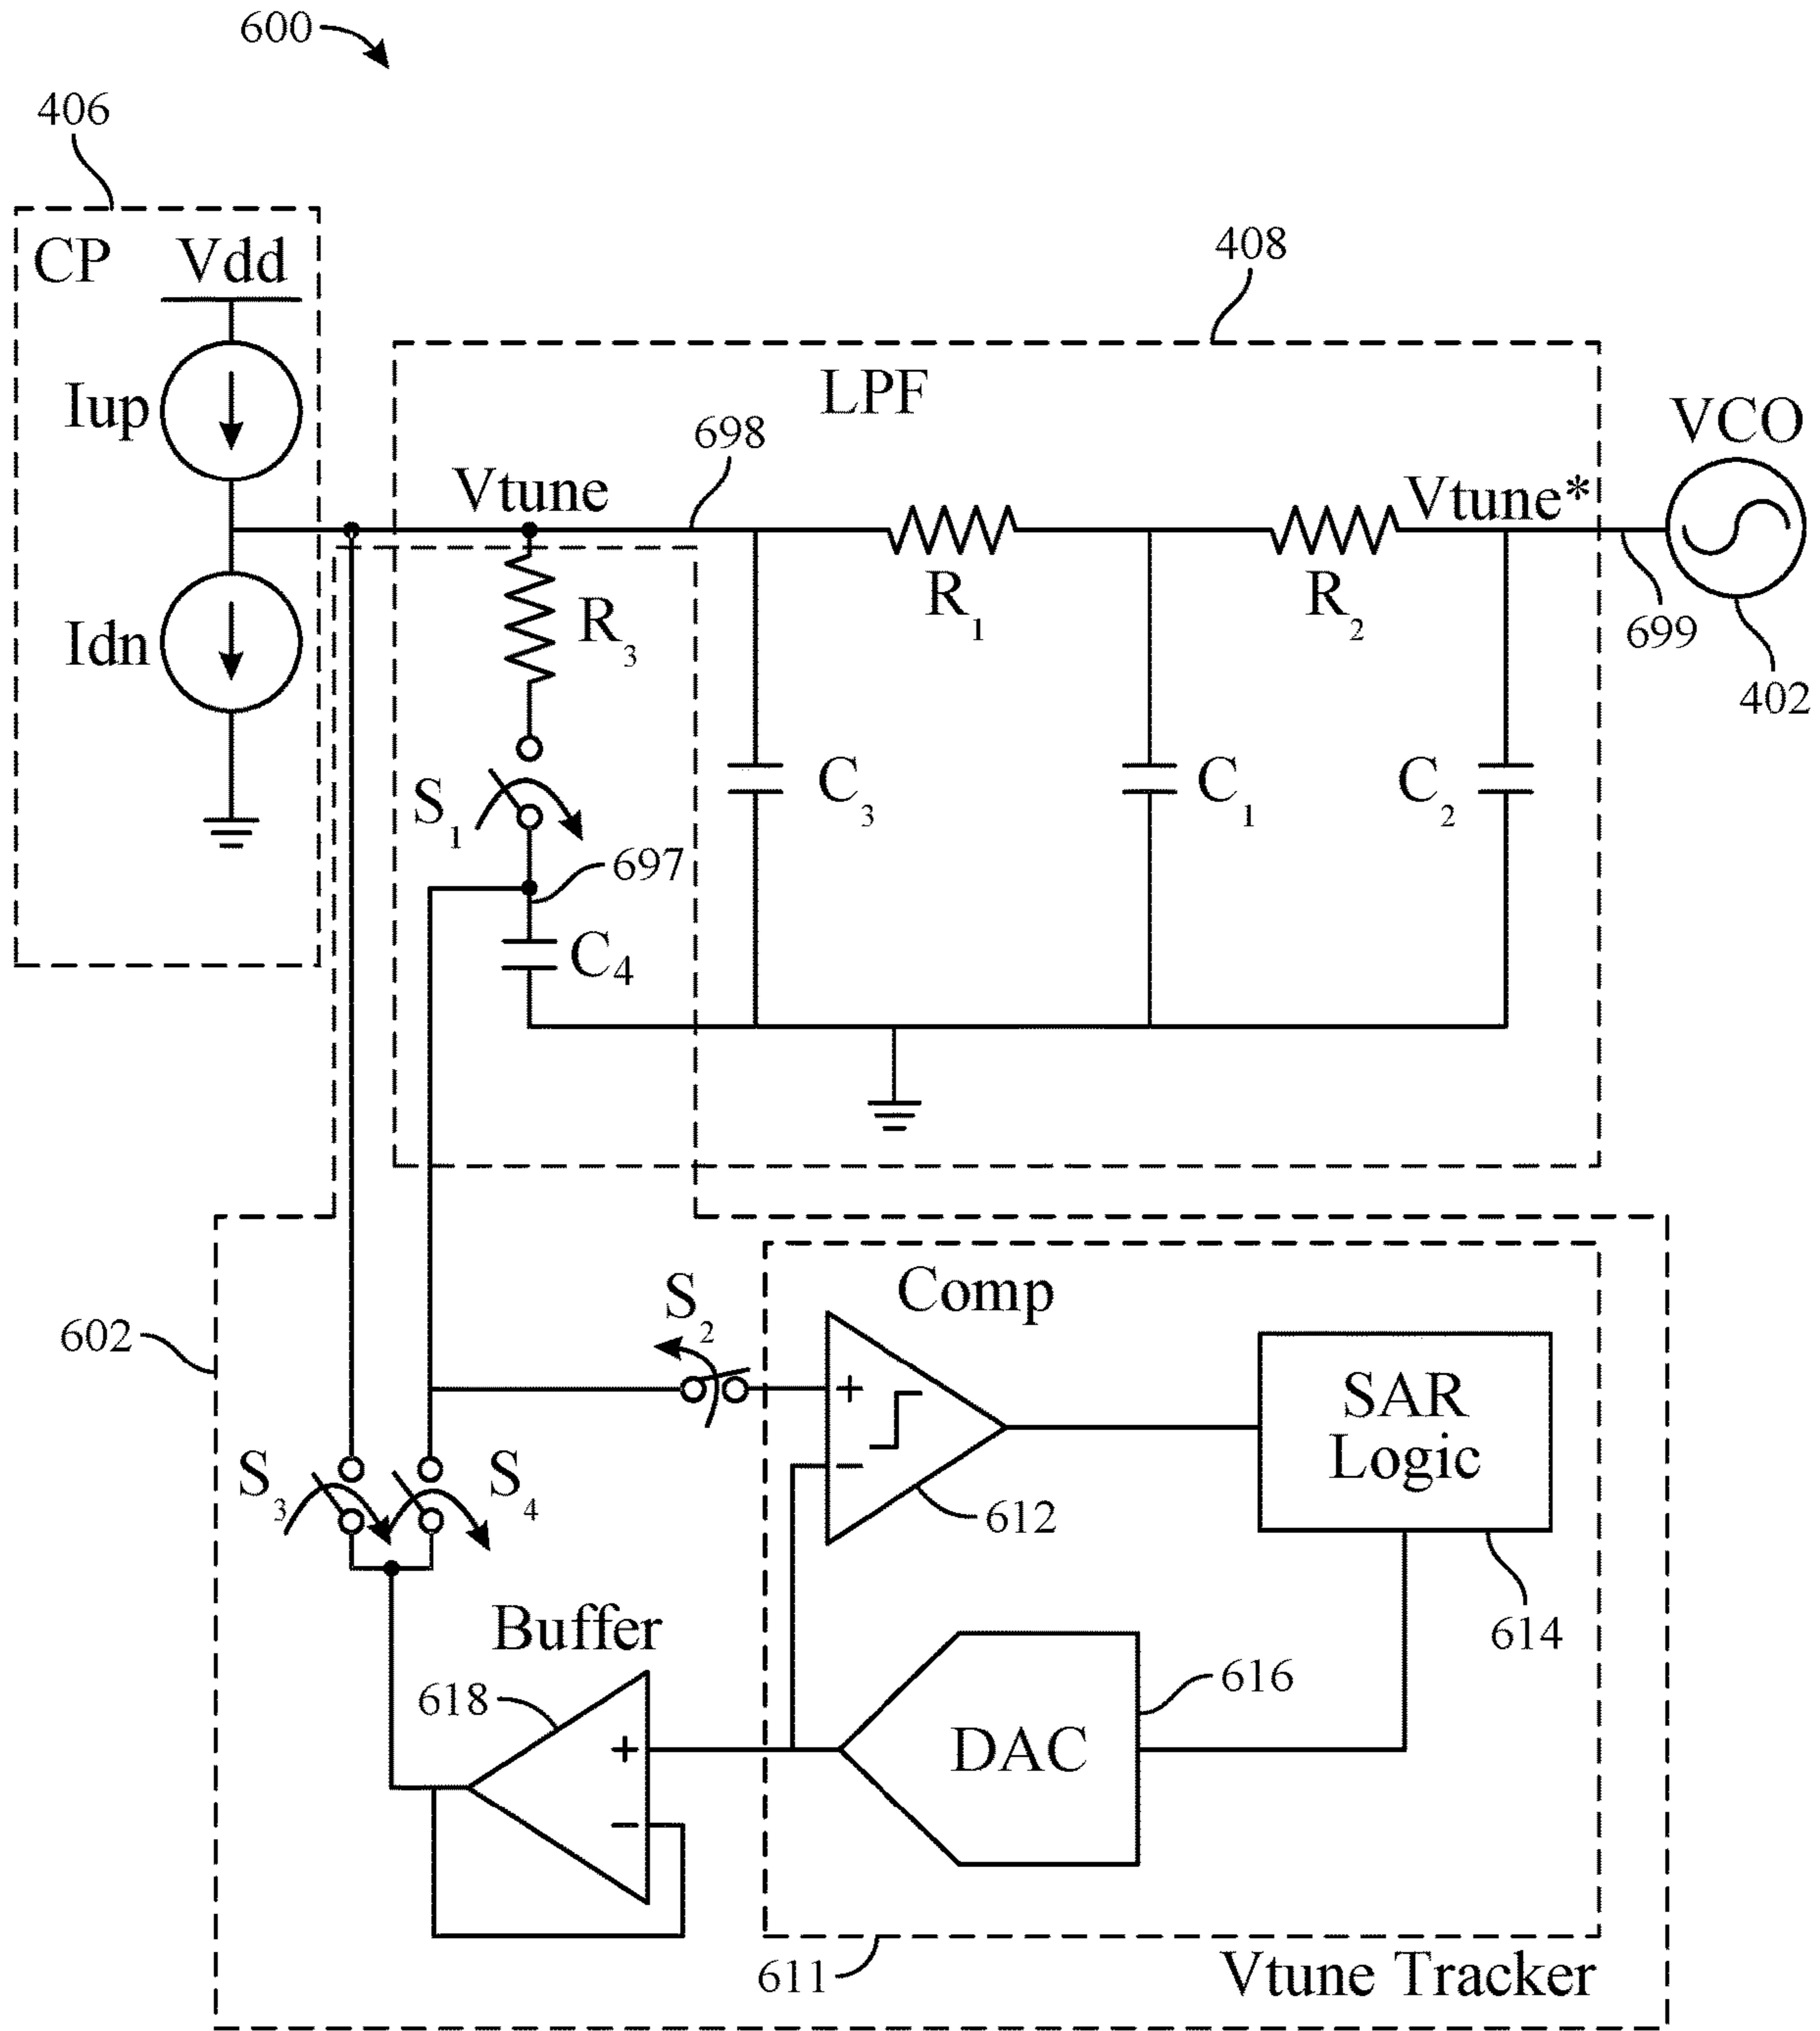 600
406
CP
Vdd
408
Iup
LPF
698
VCO
Vtune
Vtune*
R1
R2
R3
699
Idn
402
S1
C3
C1
C2
697
C4
S2
Comp
602
+
SAR
Logic
−
S3
S4
612
Buffer
614
616
618
+
DAC
−
611
Vtune Tracker